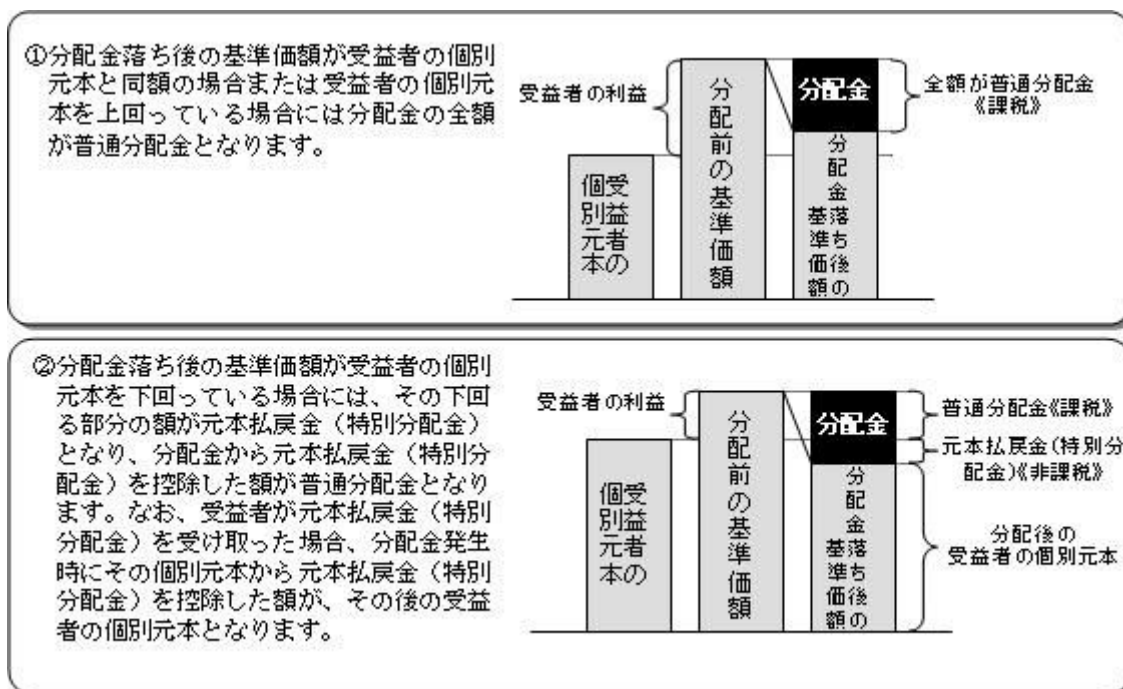 ①分配金落ち後の基準価額が受益者の個別
元本と同額の場合または受益者の個別元
本を上回っている場合には分配金の全額
が普通分配金となります。
受益者の利益
受益者の
個別元本
分配前の基準価額
分配金
分配金落ち後の
基準価額
全額が普通分配金
《課税》
②分配金落ち後の基準価額が受益者の個別
元本を下回っている場合には、その下回
る部分の額が元本払戻金（特別分配金）
となり、分配金から元本払戻金（特別分
配金）を控除した額が普通分配金となり
ます。なお、受益者が元本払戻金（特別
分配金）を受け取った場合、分配金発生
時にその個別元本から元本払戻金（特別
分配金）を控除した額が、その後の受益
者の個別元本となります。
受益者の利益
受益者の
個別元本
分配前の基準価額
分配金
分配金落ち後の
基準価額
普通分配金《課税》
元本払戻金(特別分
配金)《非課税》
分配後の
受益者の個別元本